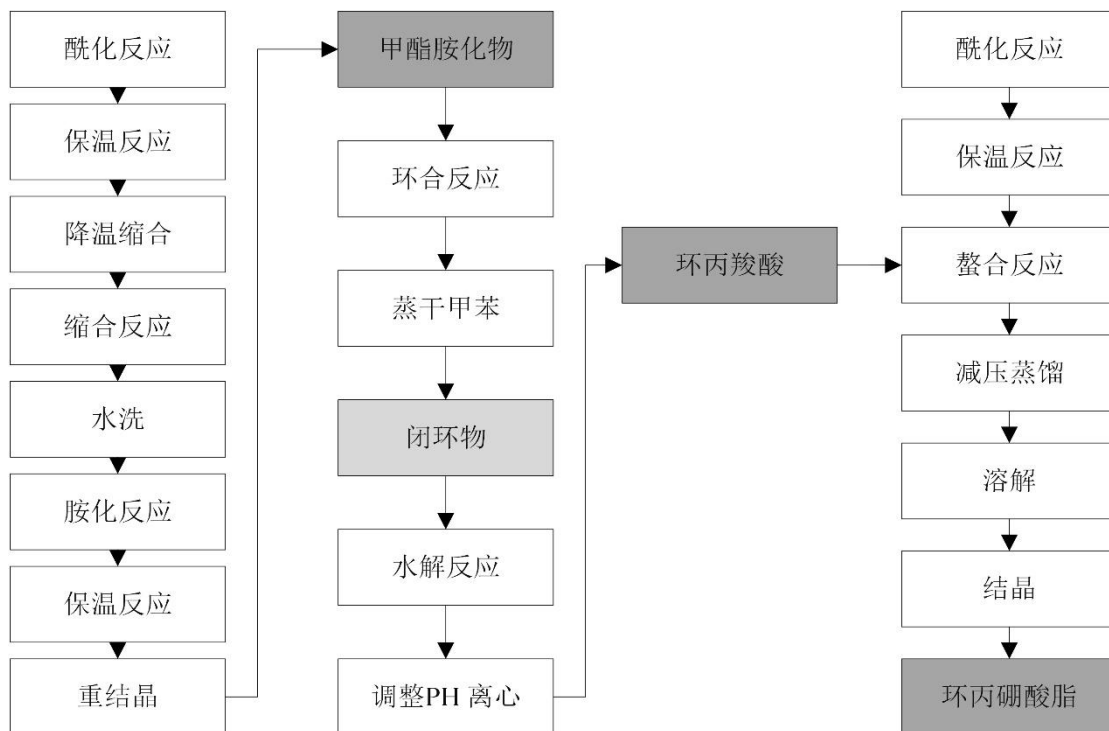 酰化反应
保温反应
降温缩合
缩合反应
水洗
胺化反应
保温反应
重结晶
甲酯胺化物
环合反应
蒸干甲苯
闭环物
水解反应
调整PH 离心
环丙羧酸
酰化反应
保温反应
螯合反应
减压蒸馏
溶解
结晶
环丙硼酸脂